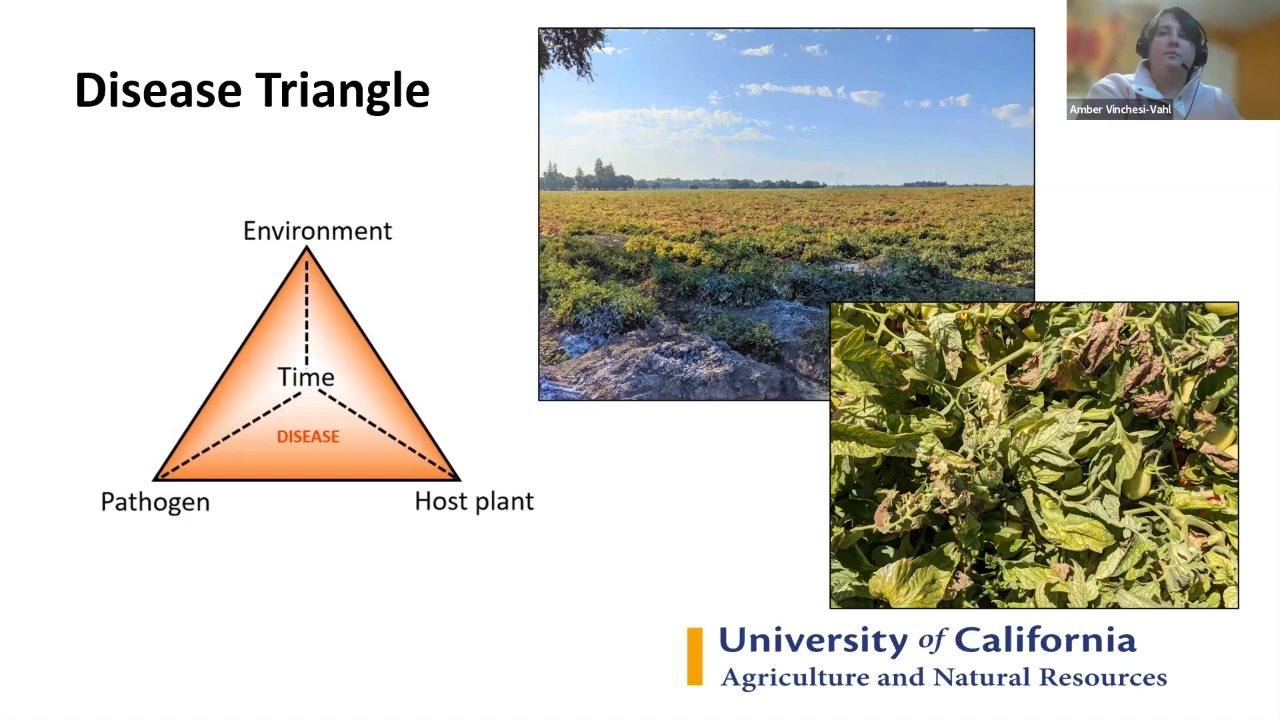 Disease Triangle
Amber Vinchesi-Vahl
Environment
Time
DISEASE
Pathogen
Host plant
University of California
Agriculture and Natural Resources